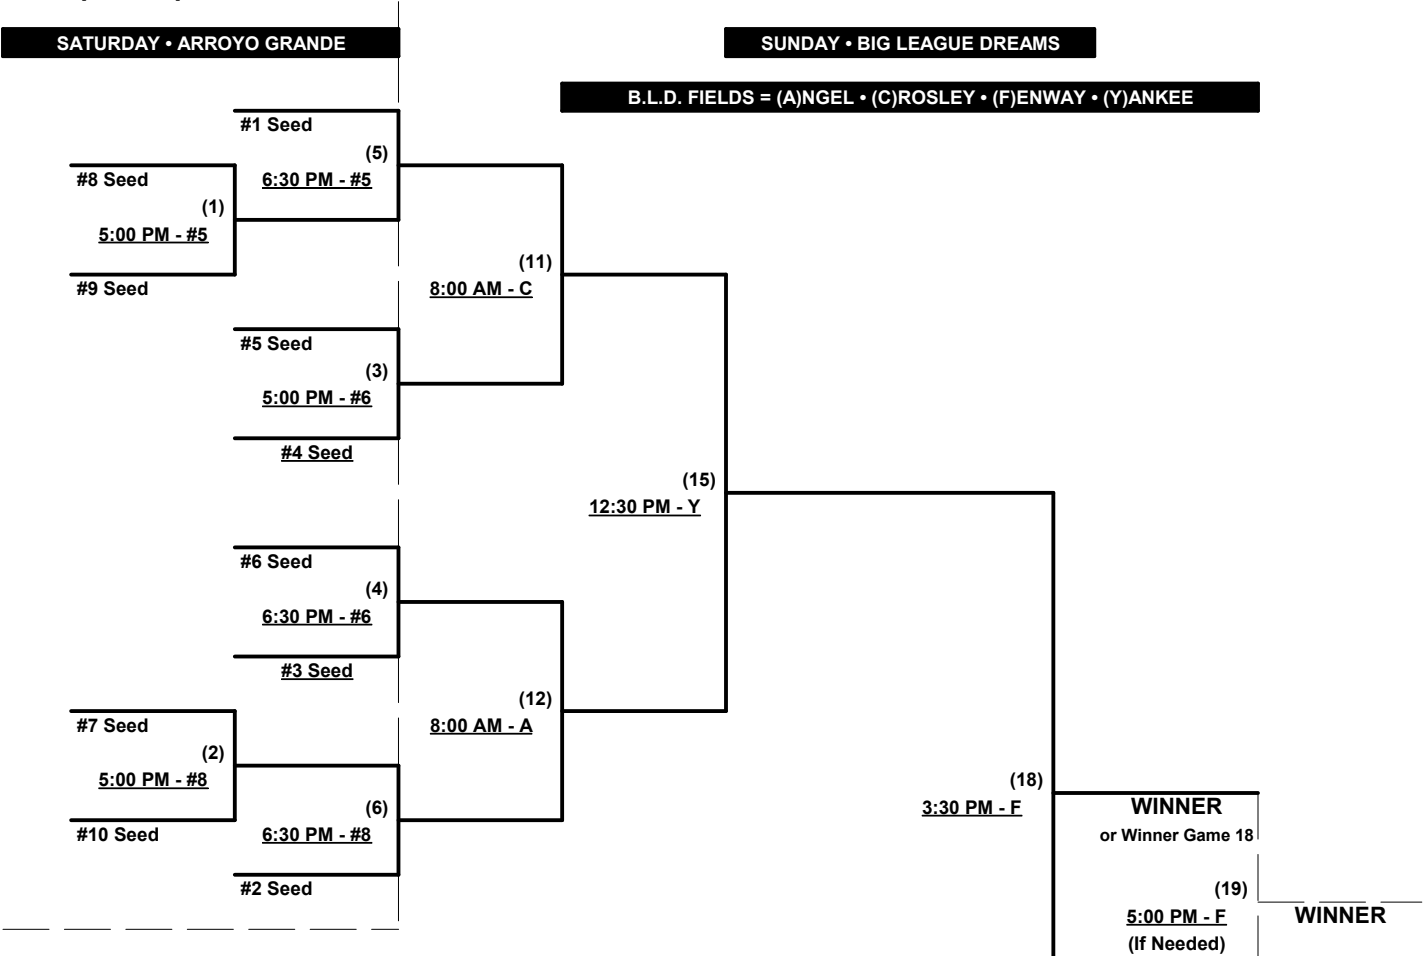 SATURDAY • ARROYO GRANDE
SUNDAY • BIG LEAGUE DREAMS
B.L.D. FIELDS = (A)NGEL • (C)ROSLEY • (F)ENWAY • (Y)ANKEE
#1 Seed
(5)
6:30 PM - #5
#8 Seed
(1)
5:00 PM - #5
#9 Seed
(11)
8:00 AM - C
#5 Seed
(3)
5:00 PM - #6
#4 Seed
(15)
12:30 PM - Y
#6 Seed
(4)
6:30 PM - #6
#3 Seed
(12)
8:00 AM - A
#7 Seed
(2)
5:00 PM - #8
#10 Seed
(6)
6:30 PM - #8
#2 Seed
(18)
3:30 PM - F
WINNER
or Winner Game 18
(19)
5:00 PM - F
(If Needed)
WINNER